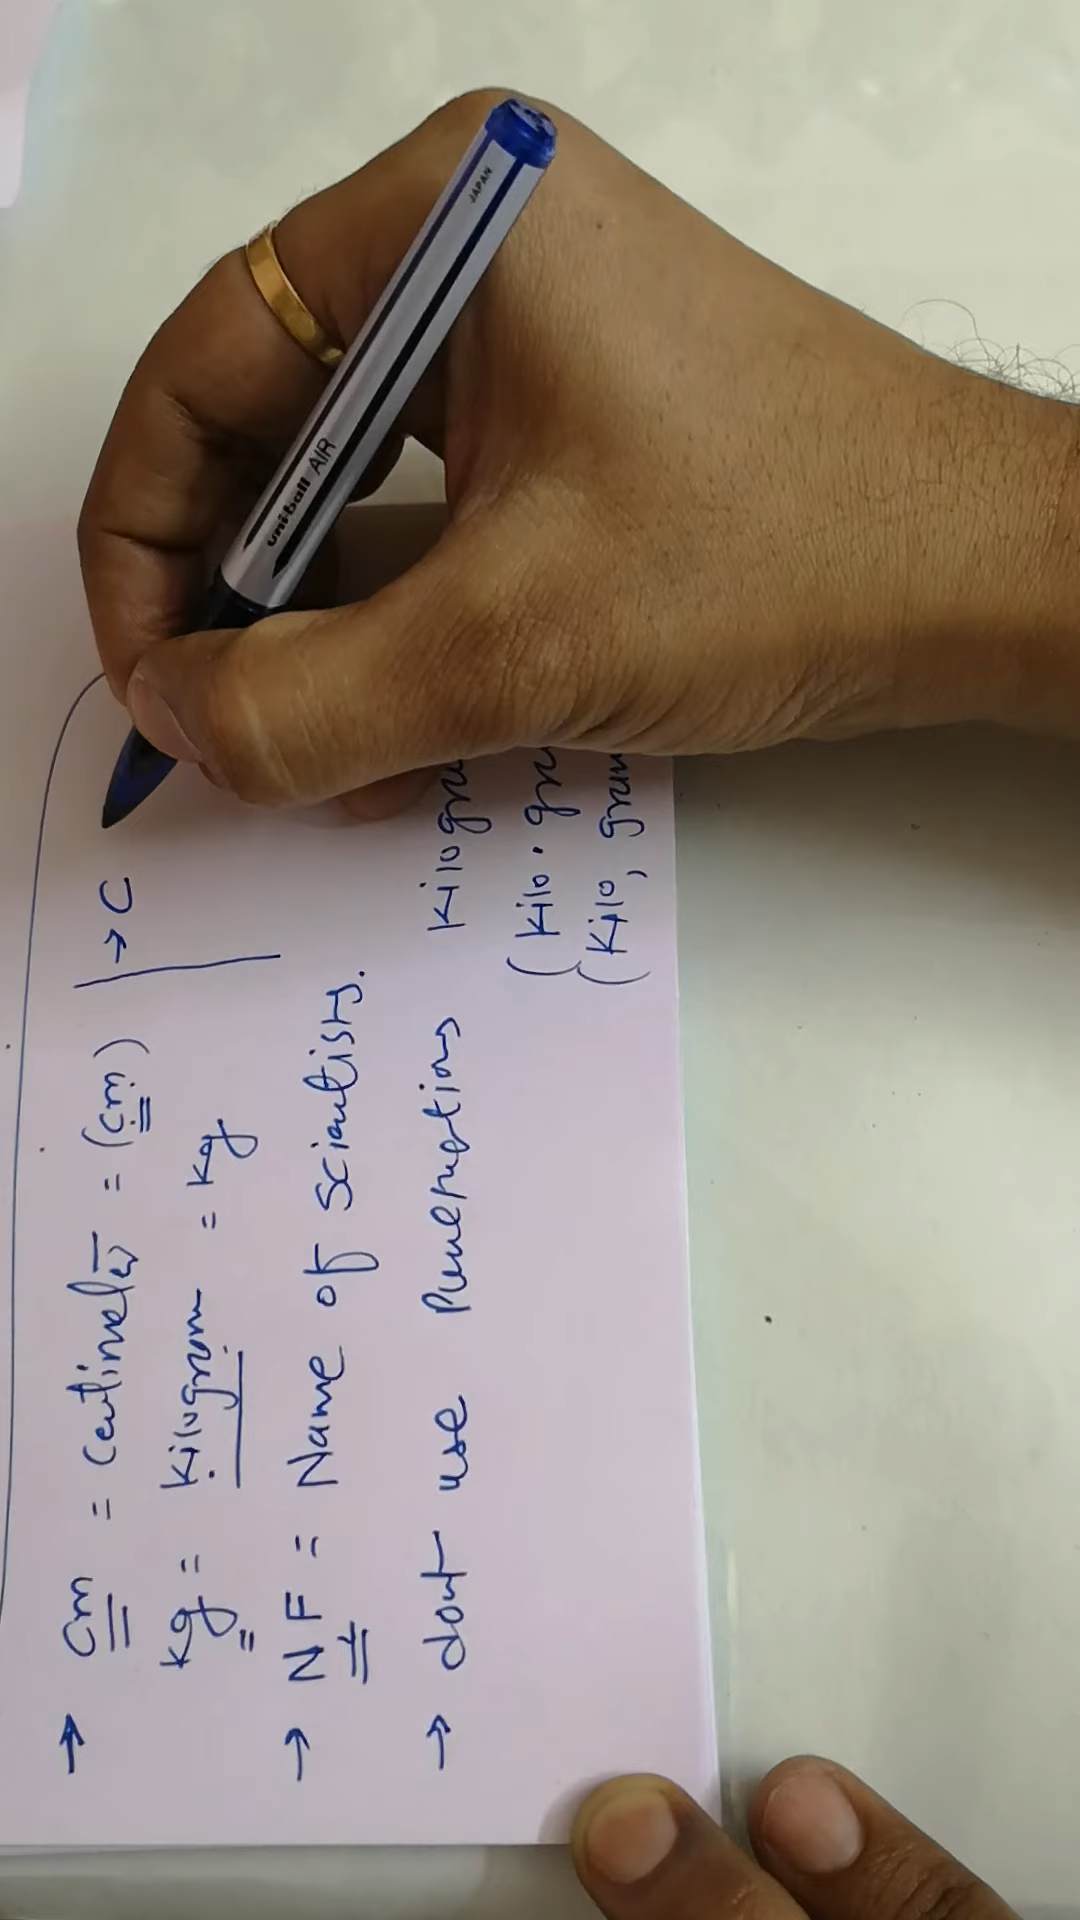 → cm = centimeter = (cm) → C
kg = kilogram = kg
→ NF = Name of scientists.
→ dont use Punctations kilogra
(kilo. gra
(kilo, gram
uniball AIR
JAPAN